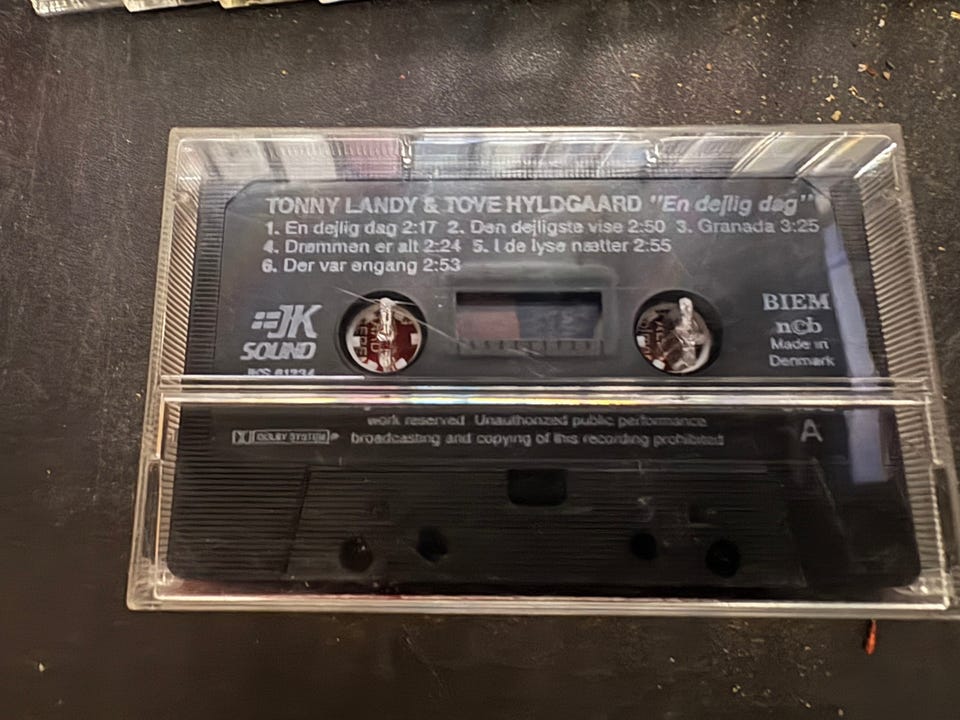 TONNY LANDY & TOVE HYLDGAARD "En dejlig dag"
1. En dejlig dag 2:17 2. Den dejligste vise 2:50 3. Granada 3:25
4. Drømmen er alt 2:24 5. I de lyse nætter 2:55
6. Der var engang 2:53
JK
SOUND
BIEM
n©b
Made in
Denmark
work reserved. Unauthorized public performance
broadcasting and copying of this recording prohibited
DOLBY SYSTEM
A